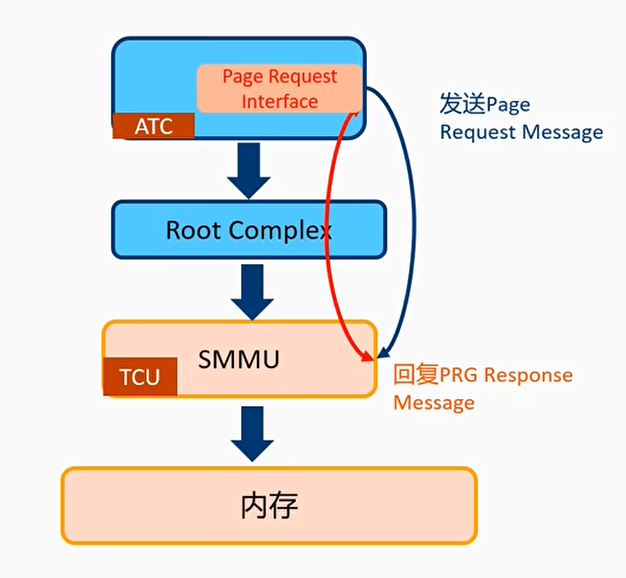 Page Request
Interface
ATC
发送Page
Request Message
Root Complex
SMMU
TCU
回复PRG Response
Message
内存